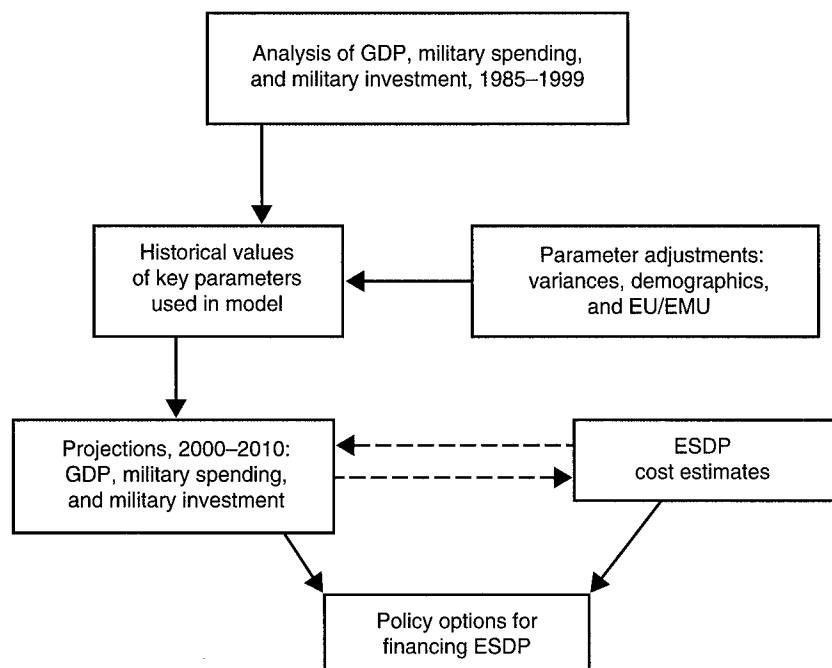 Analysis of GDP, military spending,
and military investment, 1985–1999
Historical values
of key parameters
used in model
Parameter adjustments:
variances, demographics,
and EU/EMU
Projections, 2000–2010:
GDP, military spending,
and military investment
ESDP
cost estimates
Policy options for
financing ESDP